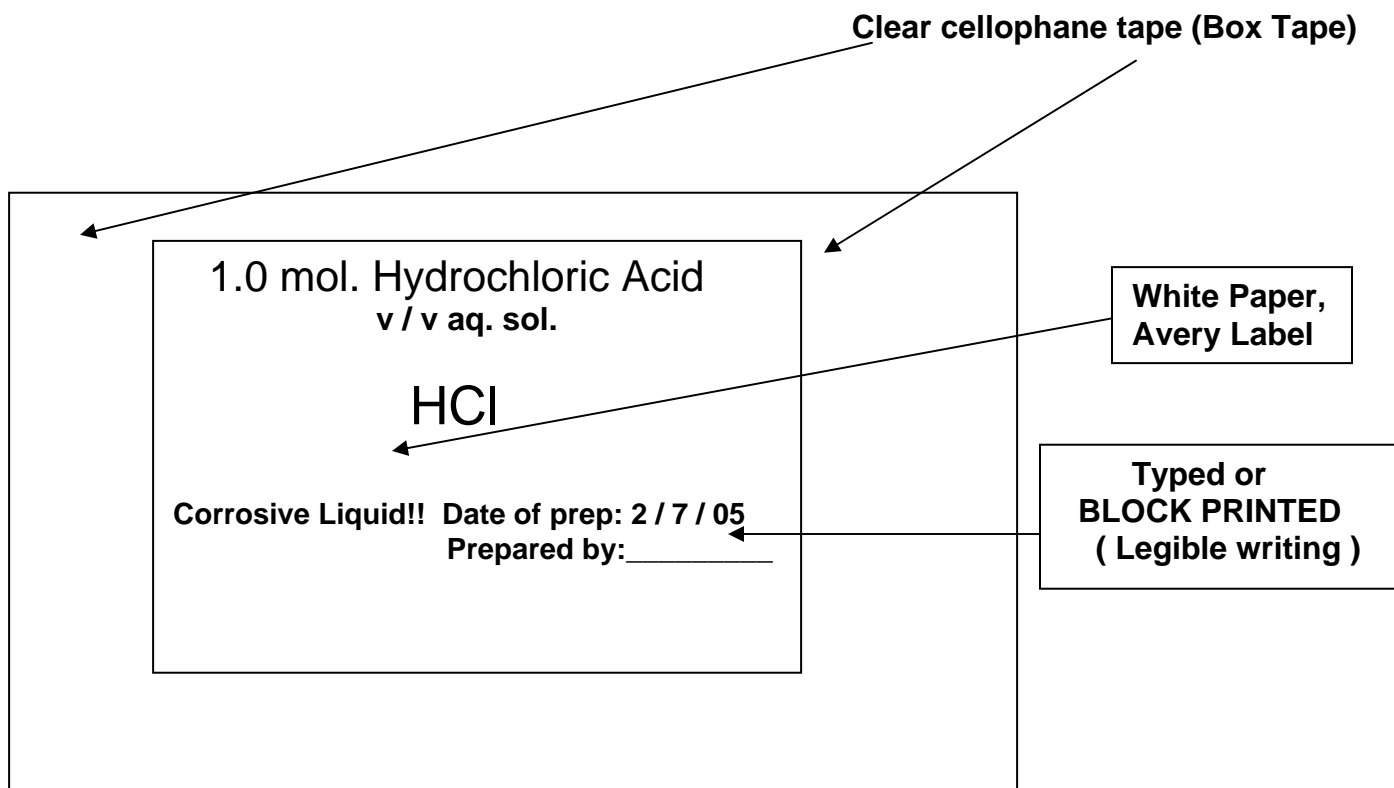 Clear cellophane tape (Box Tape)
1.0 mol. Hydrochloric Acid
v / v aq. sol.
HCl
Corrosive Liquid!!  Date of prep: 2 / 7 / 05
Prepared by:_________
White Paper,
Avery Label
Typed or
BLOCK PRINTED
( Legible writing )